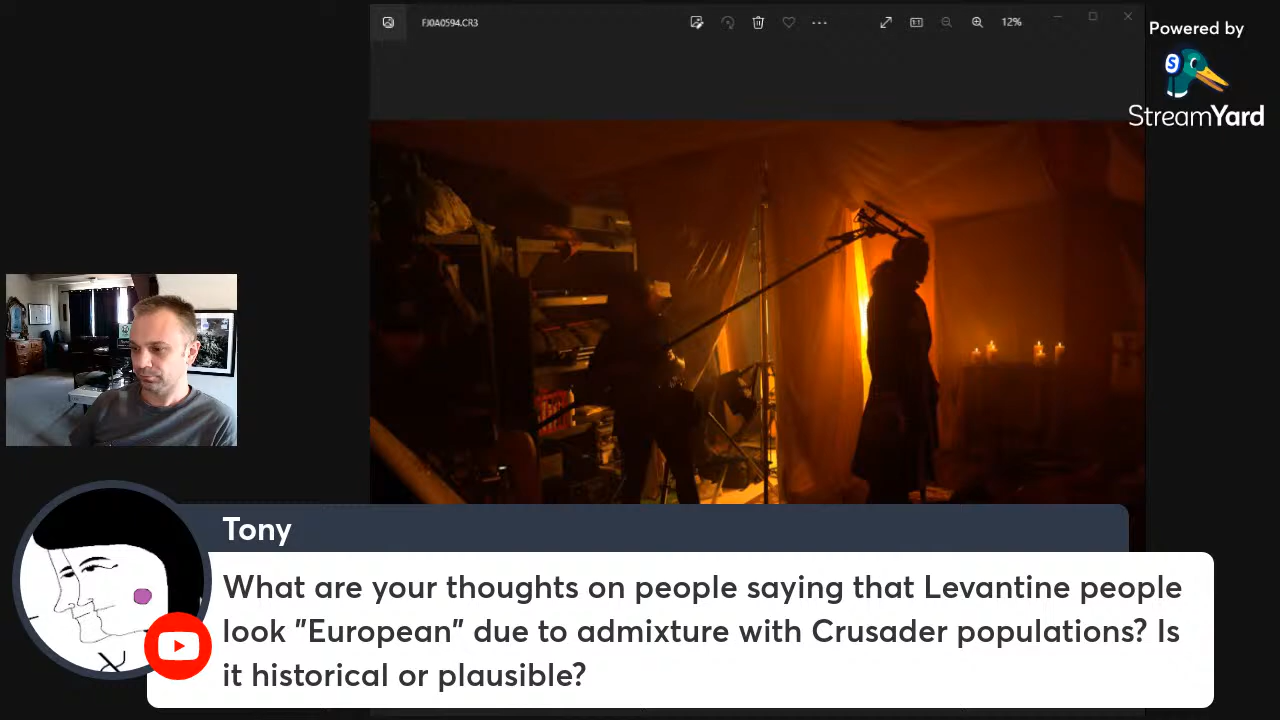 FJ0A0594.CR3
12%
Powered by
StreamYard
Tony
What are your thoughts on people saying that Levantine people
look "European" due to admixture with Crusader populations? Is
it historical or plausible?